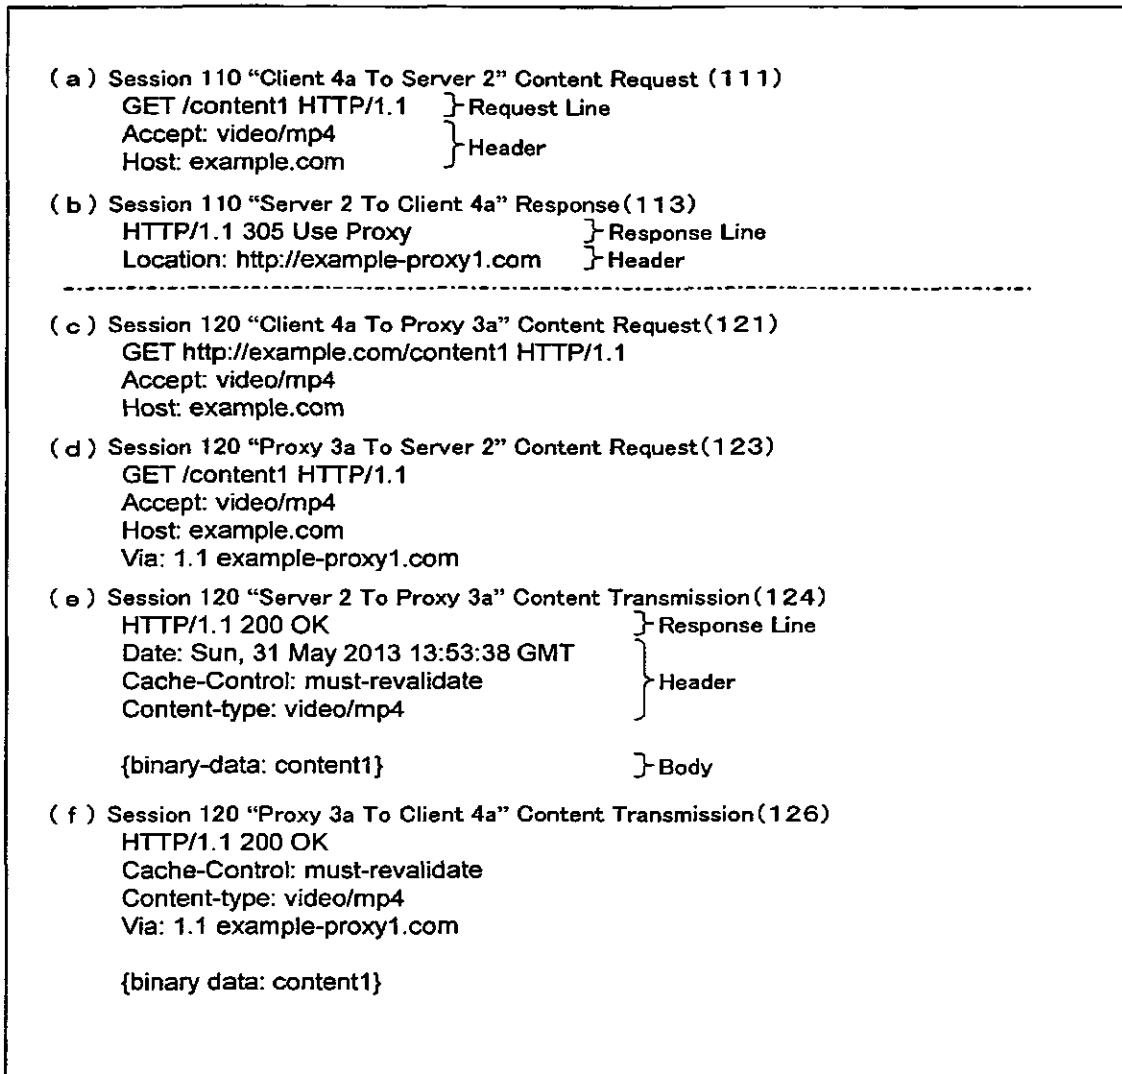 (a) Session 110 “Client 4a To Server 2” Content Request (111)
GET /content1 HTTP/1.1 Request Line
Accept: video/mp4
Header
Host: example.com
(b) Session 110 “Server 2 To Client 4a” Response(113)
HTTP/1.1 305 Use Proxy Response Line
Location: http://example-proxy1.com Header
(c) Session 120 “Client 4a To Proxy 3a” Content Request(121)
GET http://example.com/content1 HTTP/1.1
Accept: video/mp4
Host: example.com
(d) Session 120 “Proxy 3a To Server 2” Content Request(123)
GET /content1 HTTP/1.1
Accept: video/mp4
Host: example.com
Via: 1.1 example-proxy1.com
(e) Session 120 “Server 2 To Proxy 3a” Content Transmission(124)
HTTP/1.1 200 OK Response Line
Date: Sun, 31 May 2013 13:53:38 GMT
Cache-Control: must-revalidate Header
Content-type: video/mp4
{binary-data: content1} Body
(f) Session 120 “Proxy 3a To Client 4a” Content Transmission(126)
HTTP/1.1 200 OK
Cache-Control: must-revalidate
Content-type: video/mp4
Via: 1.1 example-proxy1.com
{binary data: content1}